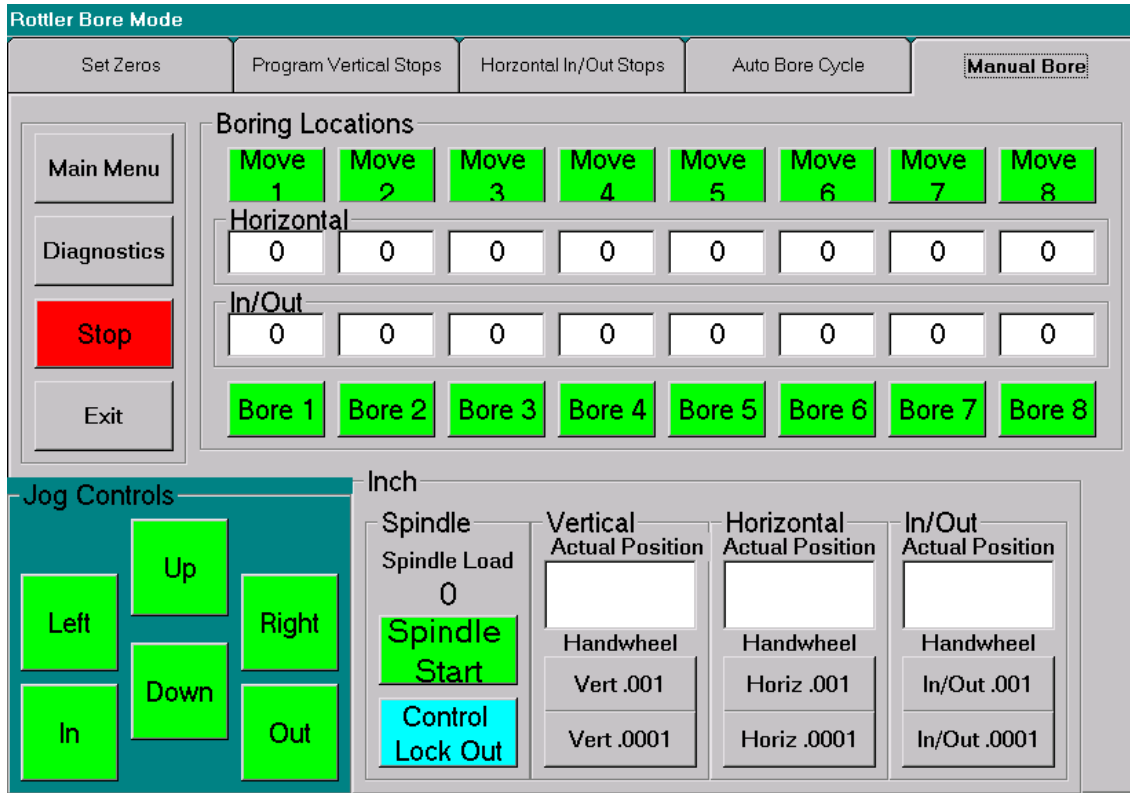 Rottler Bore Mode
Set Zeros
Program Vertical Stops
Horzontal In/Out Stops
Auto Bore Cycle
Manual Bore
Main Menu
Diagnostics
Stop
Exit
Boring Locations
Move
1
Move
2
Move
3
Move
4
Move
5
Move
6
Move
7
Move
8
Horizontal
0 0 0 0 0 0 0 0
In/Out
0 0 0 0 0 0 0 0
Bore 1 Bore 2 Bore 3 Bore 4 Bore 5 Bore 6 Bore 7 Bore 8
Jog Controls
Up
Left
Right
Down
In
Out
Inch
Spindle
Spindle Load
0
Spindle
Start
Control
Lock Out
Vertical
Actual Position
Handwheel
Vert .001
Vert .0001
Horizontal
Actual Position
Handwheel
Horiz .001
Horiz .0001
In/Out
Actual Position
Handwheel
In/Out .001
In/Out .0001